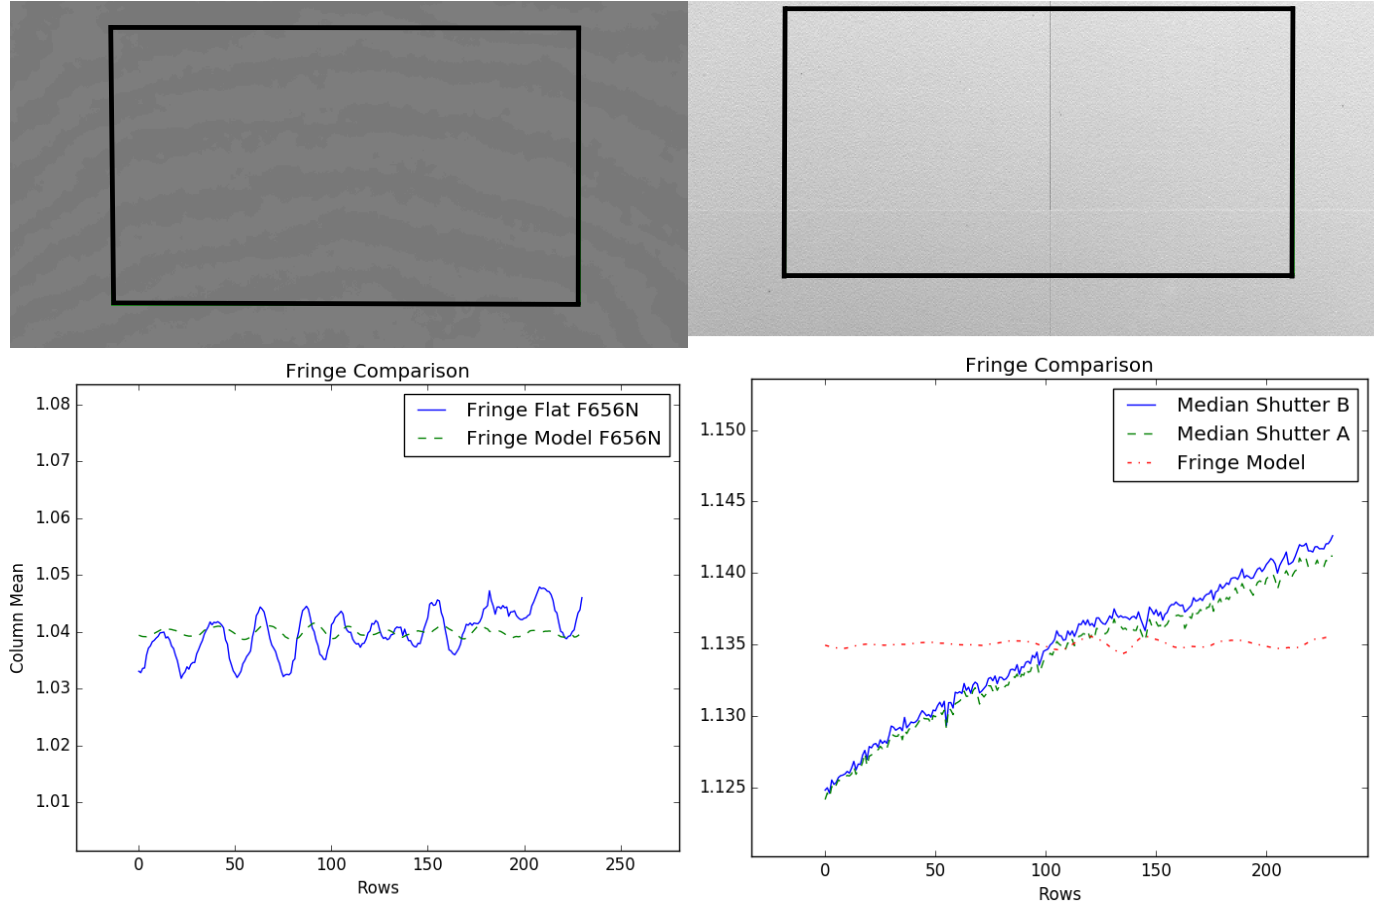 Fringe Comparison
1.08
1.07
1.06
1.05
1.04
1.03
1.02
1.01
Column Mean
Fringe Flat F656N
Fringe Model F656N
0
50
100
150
200
250
Rows
Fringe Comparison
1.150
1.145
1.140
1.135
1.130
1.125
Median Shutter B
Median Shutter A
Fringe Model
0
50
100
150
200
Rows